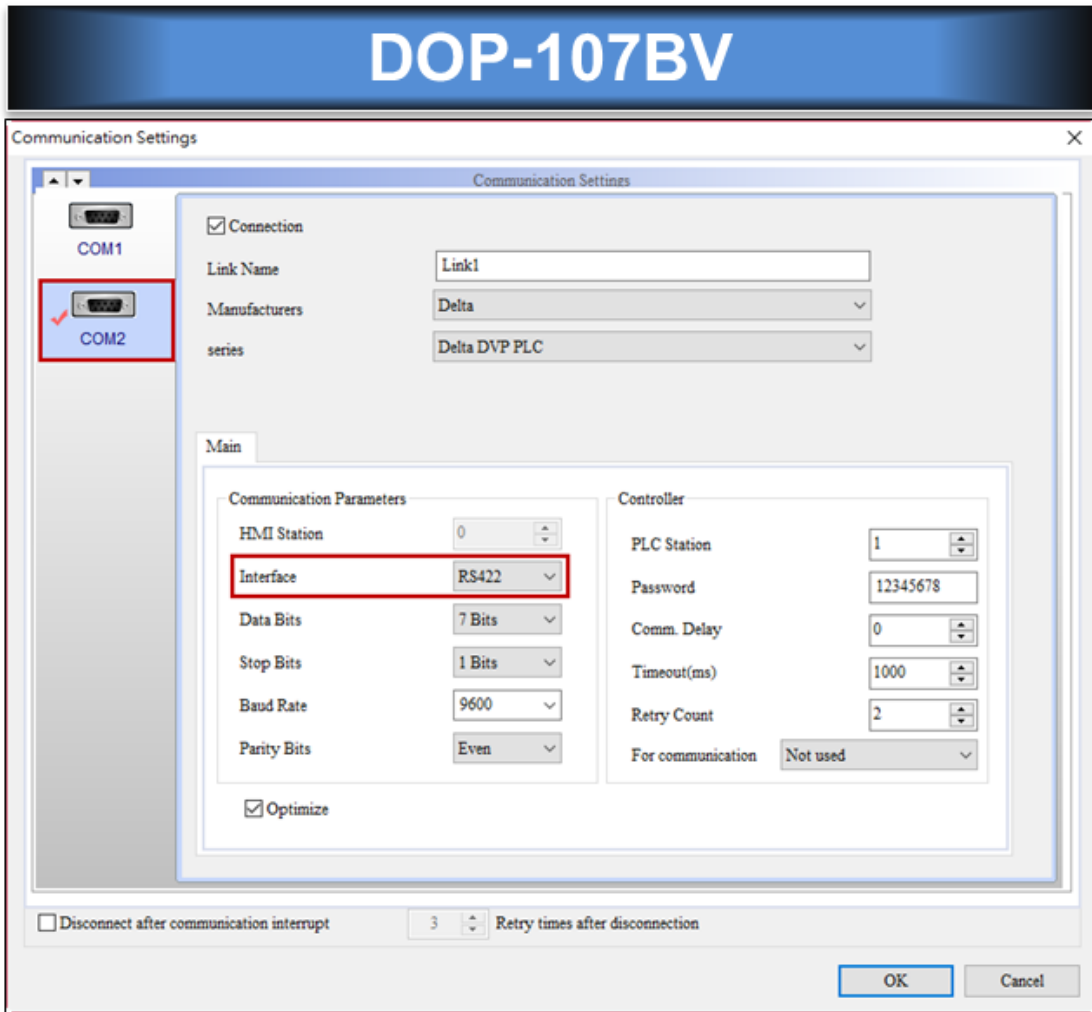 DOP-107BV
Communication Settings
Communication Settings
COM1
COM2
Connection
Link Name Link1
Manufacturers Delta
series Delta DVP PLC
Main
Communication Parameters
HMI Station 0
Interface RS422
Data Bits 7 Bits
Stop Bits 1 Bits
Baud Rate 9600
Parity Bits Even
Optimize
Controller
PLC Station 1
Password 12345678
Comm. Delay 0
Timeout(ms) 1000
Retry Count 2
For communication Not used
Disconnect after communication interrupt 3 Retry times after disconnection
OK Cancel